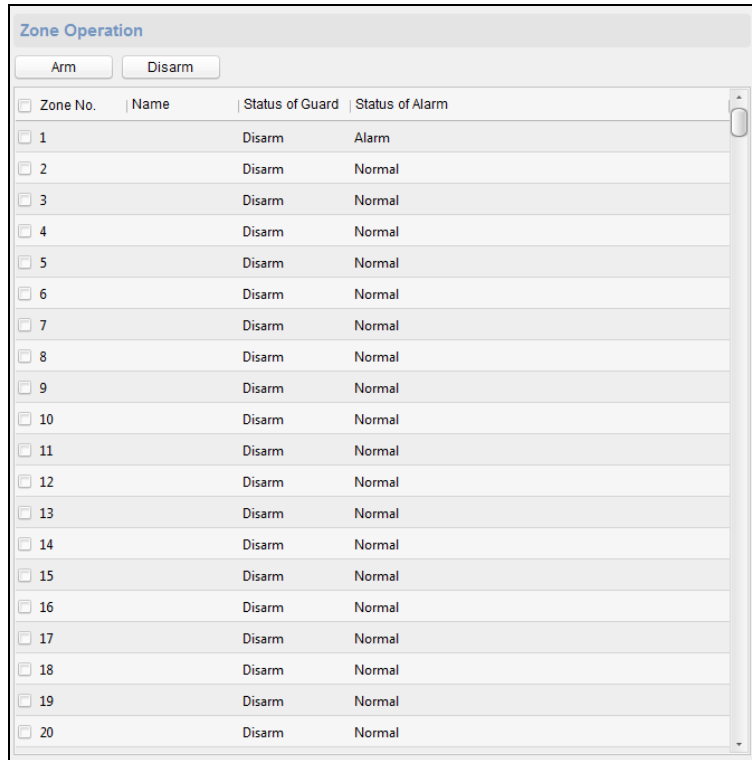 Zone Operation
Arm Disarm
Zone No. Name Status of Guard Status of Alarm
1 Disarm Alarm
2 Disarm Normal
3 Disarm Normal
4 Disarm Normal
5 Disarm Normal
6 Disarm Normal
7 Disarm Normal
8 Disarm Normal
9 Disarm Normal
10 Disarm Normal
11 Disarm Normal
12 Disarm Normal
13 Disarm Normal
14 Disarm Normal
15 Disarm Normal
16 Disarm Normal
17 Disarm Normal
18 Disarm Normal
19 Disarm Normal
20 Disarm Normal